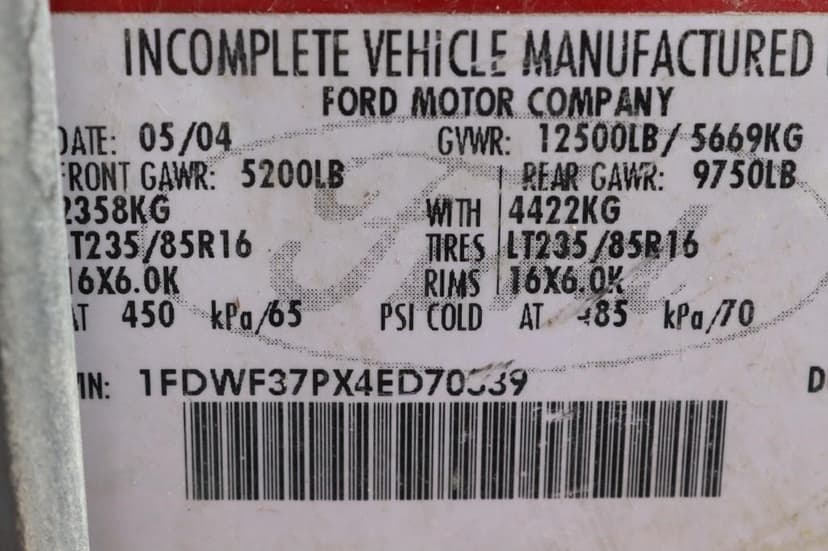 INCOMPLETE VEHICLE MANUFACTURED
FORD MOTOR COMPANY
DATE: 05/04 GVWR: 12500LB/ 5669KG
FRONT GAWR: 5200LB REAR GAWR: 9750LB
2358KG WITH 4422KG
LT235/85R16 TIRES LT235/85R16
16X6.0K RIMS 16X6.0K
AT 450 kPa/65 PSI COLD AT 485 kPa/70
VIN: